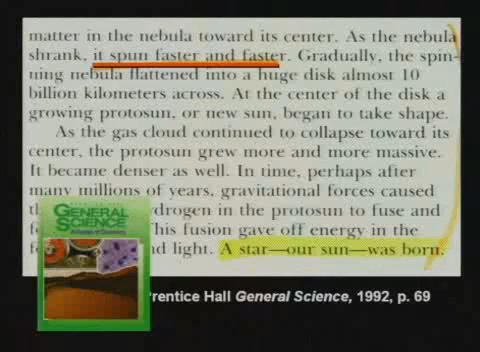 matter in the nebula toward its center. As the nebula
shrank, it spun faster and faster. Gradually, the spin-
ning nebula flattened into a huge disk almost 10
billion kilometers across. At the center of the disk a
growing protosun, or new sun, began to take shape.
As the gas cloud continued to collapse toward its
center, the protosun grew more and more massive.
It became denser as well. In time, perhaps after
many millions of years, gravitational forces caused
ydrogen in the protosun to fuse and
his fusion gave off energy in the
nd light. A star—our sun—was born.
GENERAL
SCIENCE
rentice Hall General Science, 1992, p. 69